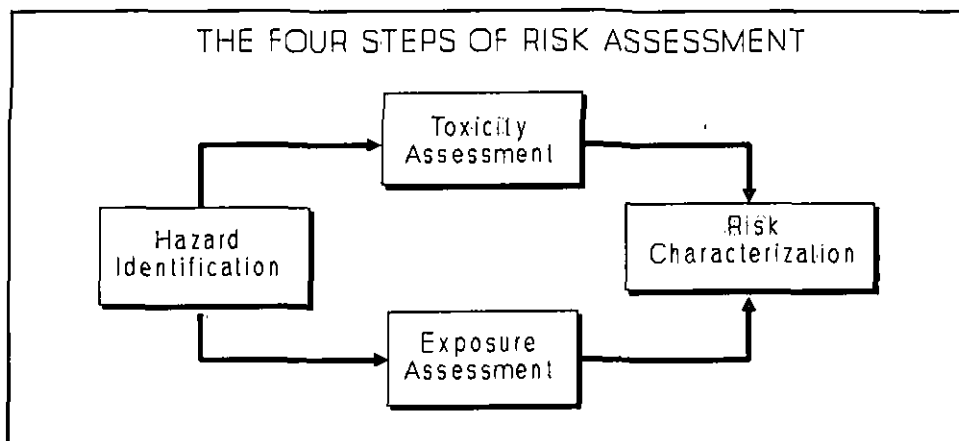 THE FOUR STEPS OF RISK ASSESSMENT
Toxicity
Assessment
Hazard
Identification
Risk
Characterization
Exposure
Assessment